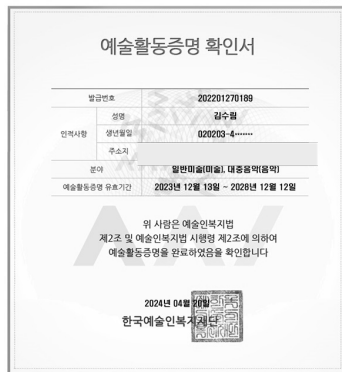 예술활동증명 확인서
발급번호 202201270189
인적사항 성명 김수림
생년월일 020203-4•••••••
주소지
분야 일반미술(미술), 대중음악(음악)
예술활동증명 유효기간 2023년 12월 13일 ~ 2028년 12월 12일
위 사람은 예술인복지법
제2조 및 예술인복지법 시행령 제2조에 의하여
예술활동증명을 완료하였음을 확인합니다
2024년 04월 20일
한국예술인복지재단